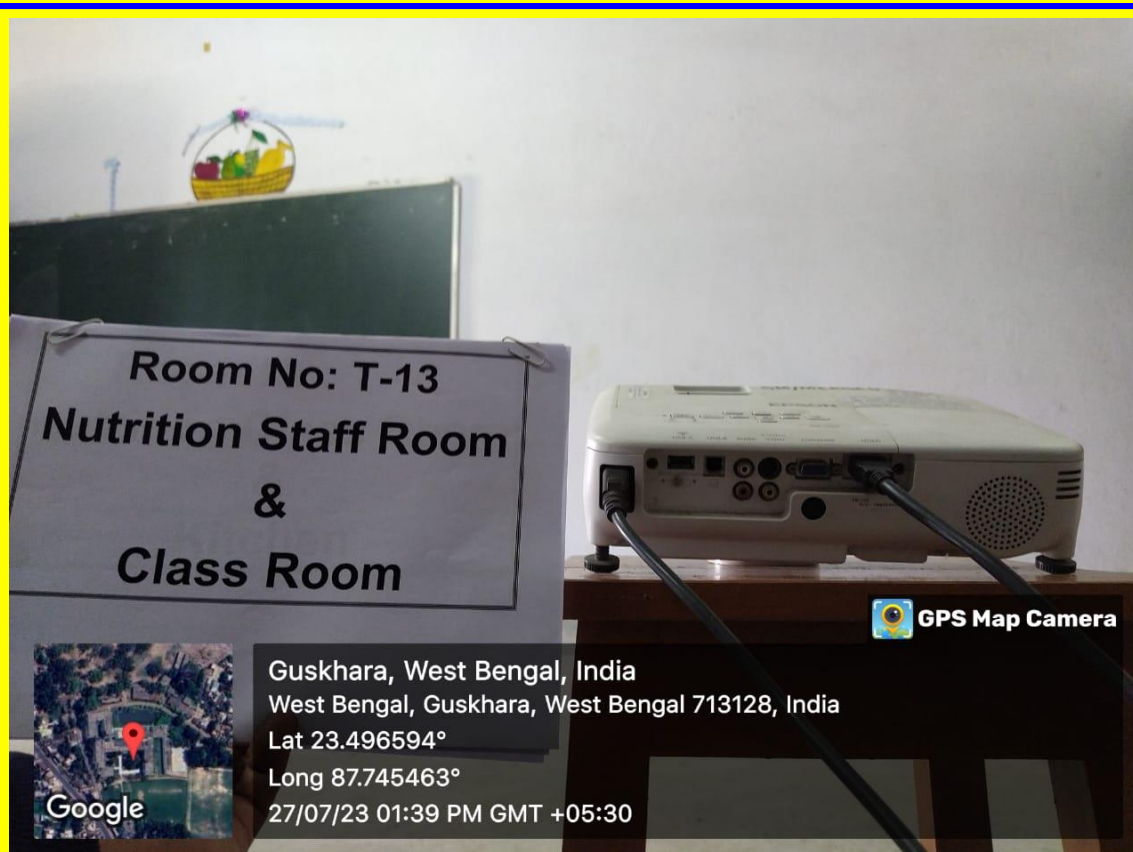 Room No: T-13
Nutrition Staff Room
&
Class Room
GPS Map Camera
Guskhara, West Bengal, India
West Bengal, Guskhara, West Bengal 713128, India
Lat 23.496594°
Long 87.745463°
27/07/23 01:39 PM GMT +05:30
Google